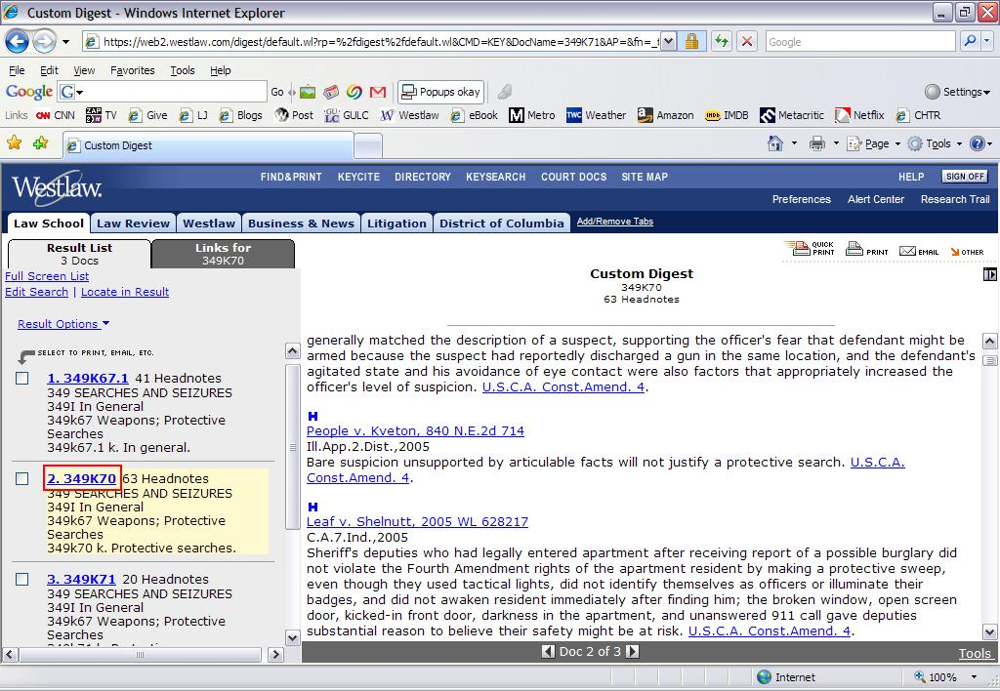 Custom Digest - Windows Internet Explorer
https://web2.westlaw.com/digest/default.wl?rp=%2fdigest%2fdefault.wl&CMD=KEY&DocName=349K71&AP=&fn=_
Google
File Edit View Favorites Tools Help
Google G Go Popups okay Settings
Links CNN CNN ZAP 2IT TV Give LJ Blogs Post GULC Westlaw eBook M Metro TWC Weather a Amazon IMDb IMDB Metacritic Netflix CHTR
Custom Digest Page Tools
Westlaw. FIND&PRINT KEYCITE DIRECTORY KEYSEARCH COURT DOCS SITE MAP HELP SIGN OFF
Preferences Alert Center Research Trail
Law School Law Review Westlaw Business & News Litigation District of Columbia Add/Remove Tabs
Result List
3 Docs
Links for
349K70
Full Screen List
Edit Search | Locate in Result
Result Options
SELECT TO PRINT, EMAIL, ETC.
1. 349K67.1 41 Headnotes
349 SEARCHES AND SEIZURES
349I In General
349k67 Weapons; Protective
Searches
349k67.1 k. In general.
2. 349K70 63 Headnotes
349 SEARCHES AND SEIZURES
349I In General
349k67 Weapons; Protective
Searches
349k70 k. Protective searches.
3. 349K71 20 Headnotes
349 SEARCHES AND SEIZURES
349I In General
349k67 Weapons; Protective
Searches
QUICK PRINT PRINT EMAIL OTHER
Custom Digest
349K70
63 Headnotes
generally matched the description of a suspect, supporting the officer's fear that defendant might be
armed because the suspect had reportedly discharged a gun in the same location, and the defendant's
agitated state and his avoidance of eye contact were also factors that appropriately increased the
officer's level of suspicion. U.S.C.A. Const.Amend. 4.
H
People v. Kveton, 840 N.E.2d 714
Ill.App.2.Dist.,2005
Bare suspicion unsupported by articulable facts will not justify a protective search. U.S.C.A.
Const.Amend. 4.
H
Leaf v. Shelnutt, 2005 WL 628217
C.A.7.Ind.,2005
Sheriff's deputies who had legally entered apartment after receiving report of a possible burglary did
not violate the Fourth Amendment rights of the apartment resident by making a protective sweep,
even though they used tactical lights, did not identify themselves as officers or illuminate their
badges, and did not awaken resident immediately after finding him; the broken window, open screen
door, kicked-in front door, darkness in the apartment, and unanswered 911 call gave deputies
substantial reason to believe their safety might be at risk. U.S.C.A. Const.Amend. 4.
Doc 2 of 3 Tools
Internet 100%